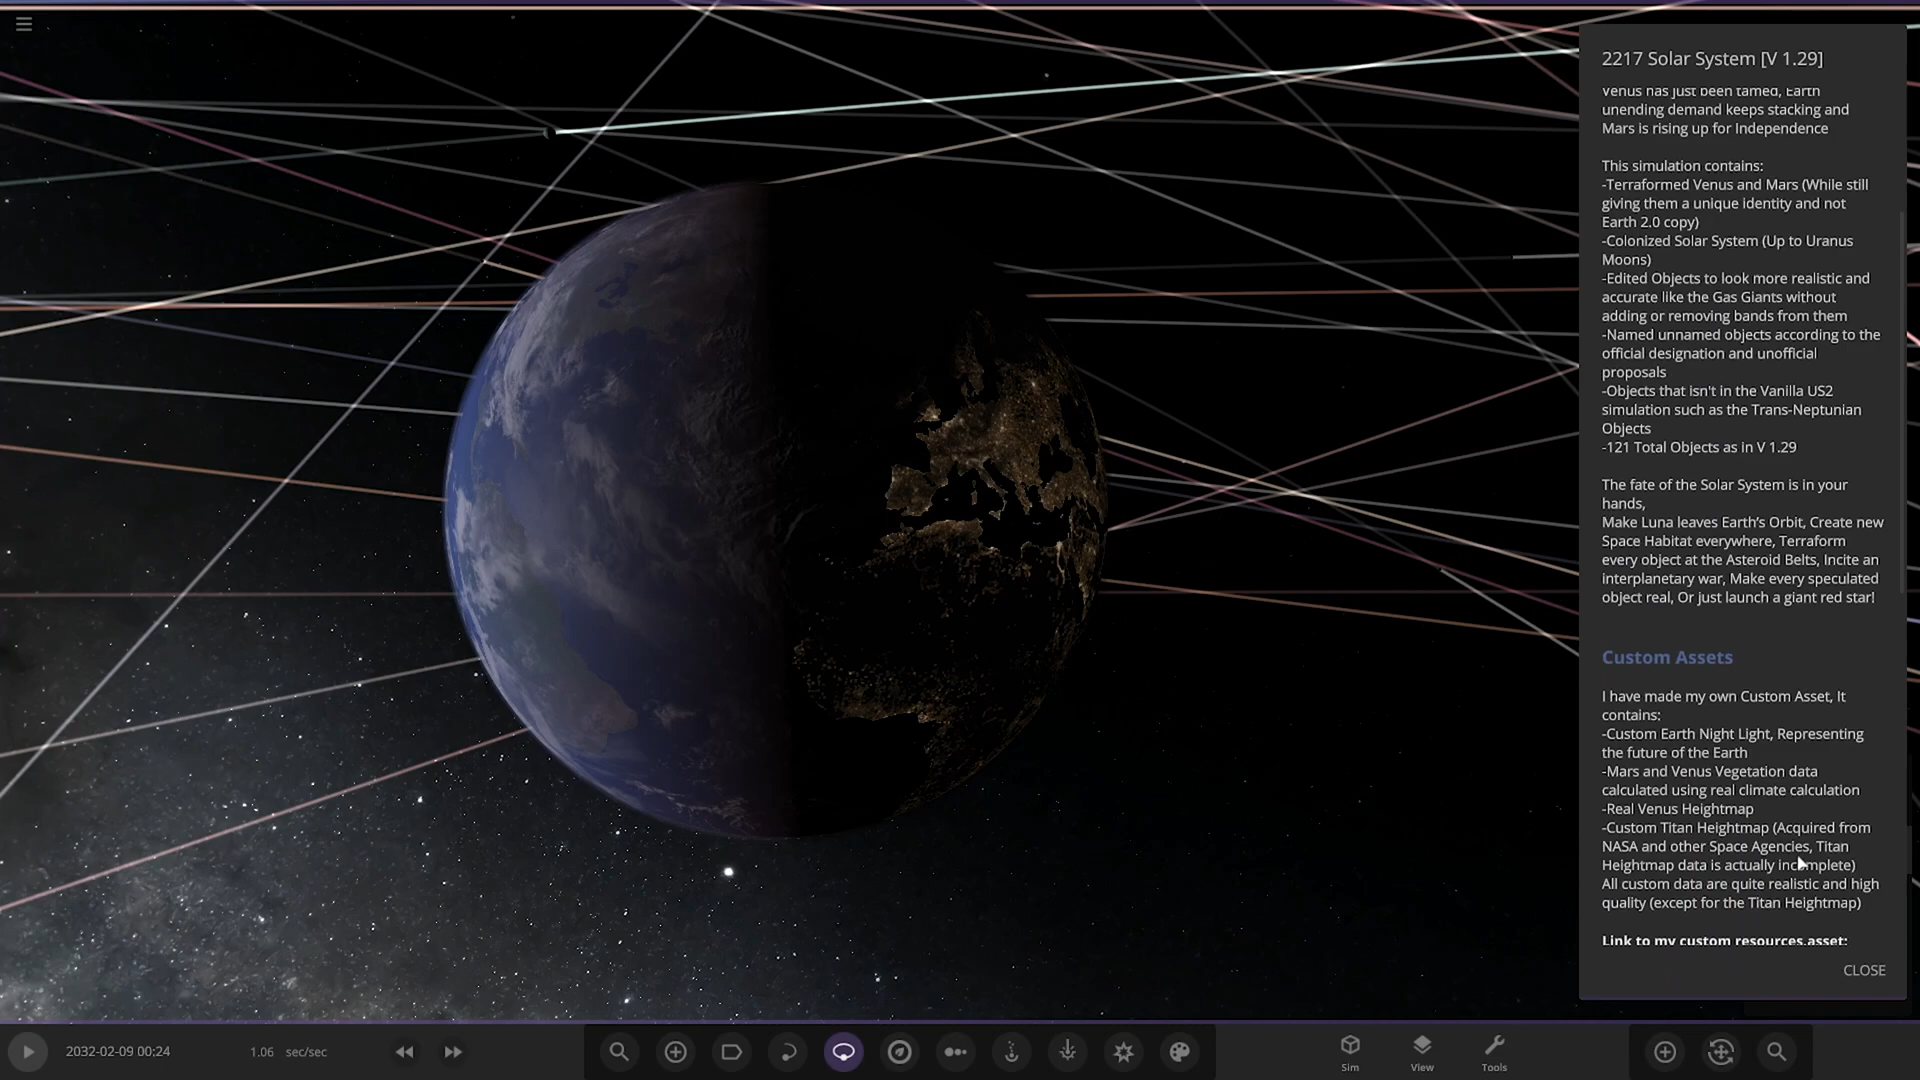 2217 Solar System [V 1.29]
Venus has just been tamed, Earth
unending demand keeps stacking and
Mars is rising up for Independence
This simulation contains:
-Terraformed Venus and Mars (While still
giving them a unique identity and not
Earth 2.0 copy)
-Colonized Solar System (Up to Uranus
Moons)
-Edited Objects to look more realistic and
accurate like the Gas Giants without
adding or removing bands from them
-Named unnamed objects according to the
official designation and unofficial
proposals
-Objects that isn't in the Vanilla US2
simulation such as the Trans-Neptunian
Objects
-121 Total Objects as in V 1.29
The fate of the Solar System is in your
hands,
Make Luna leaves Earth’s Orbit, Create new
Space Habitat everywhere, Terraform
every object at the Asteroid Belts, Incite an
interplanetary war, Make every speculated
object real, Or just launch a giant red star!
Custom Assets
I have made my own Custom Asset, It
contains:
-Custom Earth Night Light, Representing
the future of the Earth
-Mars and Venus Vegetation data
calculated using real climate calculation
-Real Venus Heightmap
-Custom Titan Heightmap (Acquired from
NASA and other Space Agencies, Titan
Heightmap data is actually incomplete)
All custom data are quite realistic and high
quality (except for the Titan Heightmap)
Link to my custom resources.asset:
CLOSE
2032-02-09 00:24
1.06 sec/sec
Sim
View
Tools